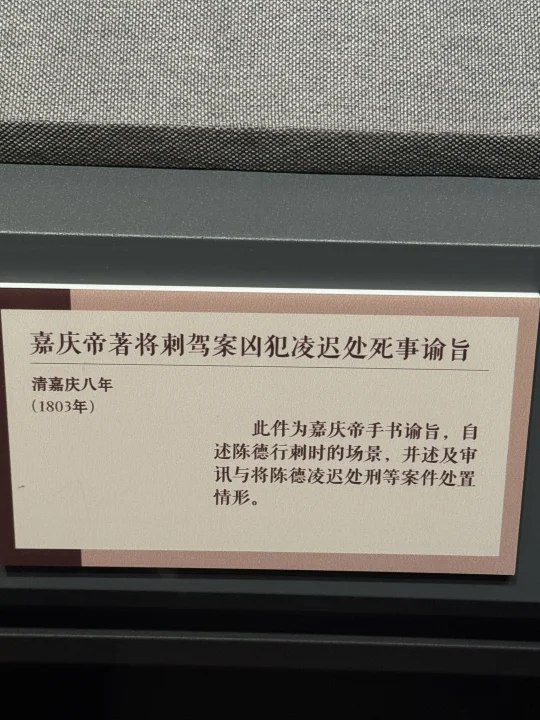 嘉庆帝著将刺驾案凶犯凌迟处死事谕旨
清嘉庆八年
（1803年）
此件为嘉庆帝手书谕旨，自
述陈德行刺时的场景，并述及审
讯与将陈德凌迟处刑等案件处置
情形。